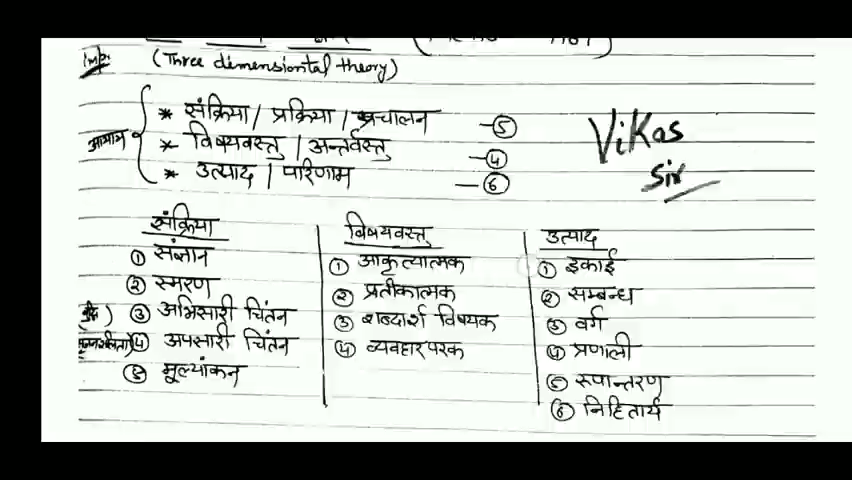 Imp.
(Three dimensiontal theory)
आयाम
* संक्रिया / प्रक्रिया / प्रचालन -⑤
* विषयवस्तु / अन्तर्वस्तु -④
* उत्पाद / परिणाम -⑥
Vikas
Sir
संक्रिया
① संज्ञान
② स्मरण
③ अभिसारी चिंतन
④ अपसारी चिंतन
⑤ मूल्यांकन
विषयवस्तु
① आकृत्यात्मक
② प्रतीकात्मक
③ शब्दार्थ विषयक
④ व्यवहारपरक
उत्पाद
① इकाई
② सम्बन्ध
③ वर्ग
④ प्रणाली
⑤ रूपान्तरण
⑥ निहितार्थ